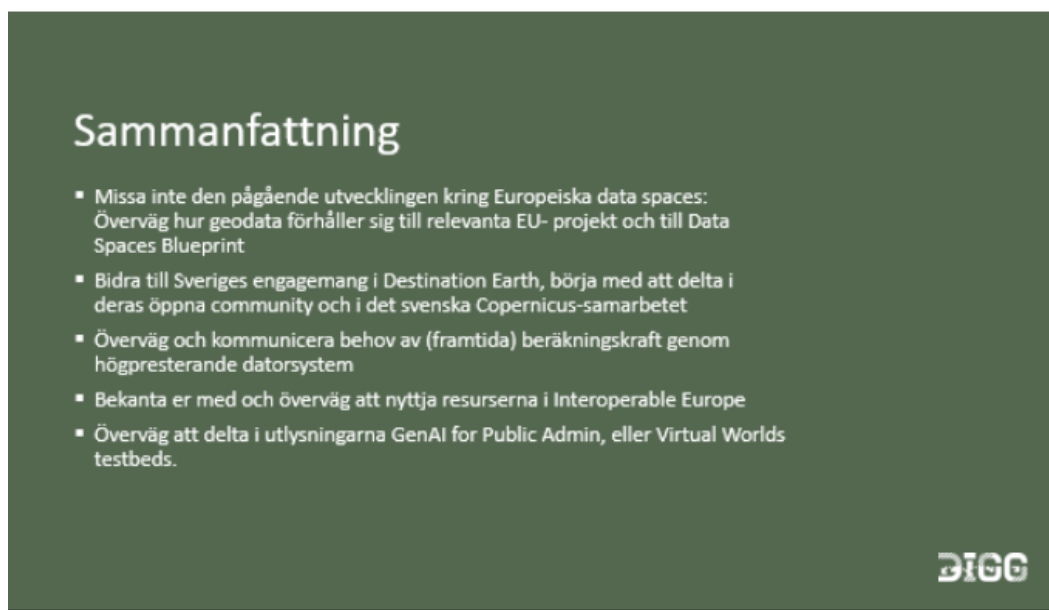 Sammanfattning
▪ Missa inte den pågående utvecklingen kring Europeiska data spaces:
Överväg hur geodata förhåller sig till relevanta EU- projekt och till Data
Spaces Blueprint
▪ Bidra till Sveriges engagemang i Destination Earth, börja med att delta i
deras öppna community och i det svenska Copernicus-samarbetet
▪ Överväg och kommunicera behov av (framtida) beräkningskraft genom
högpresterande datorsystem
▪ Bekanta er med och överväg att nyttja resurserna i Interoperable Europe
▪ Överväg att delta i utlysningarna GenAI for Public Admin, eller Virtual Worlds
testbeds.
DIGG